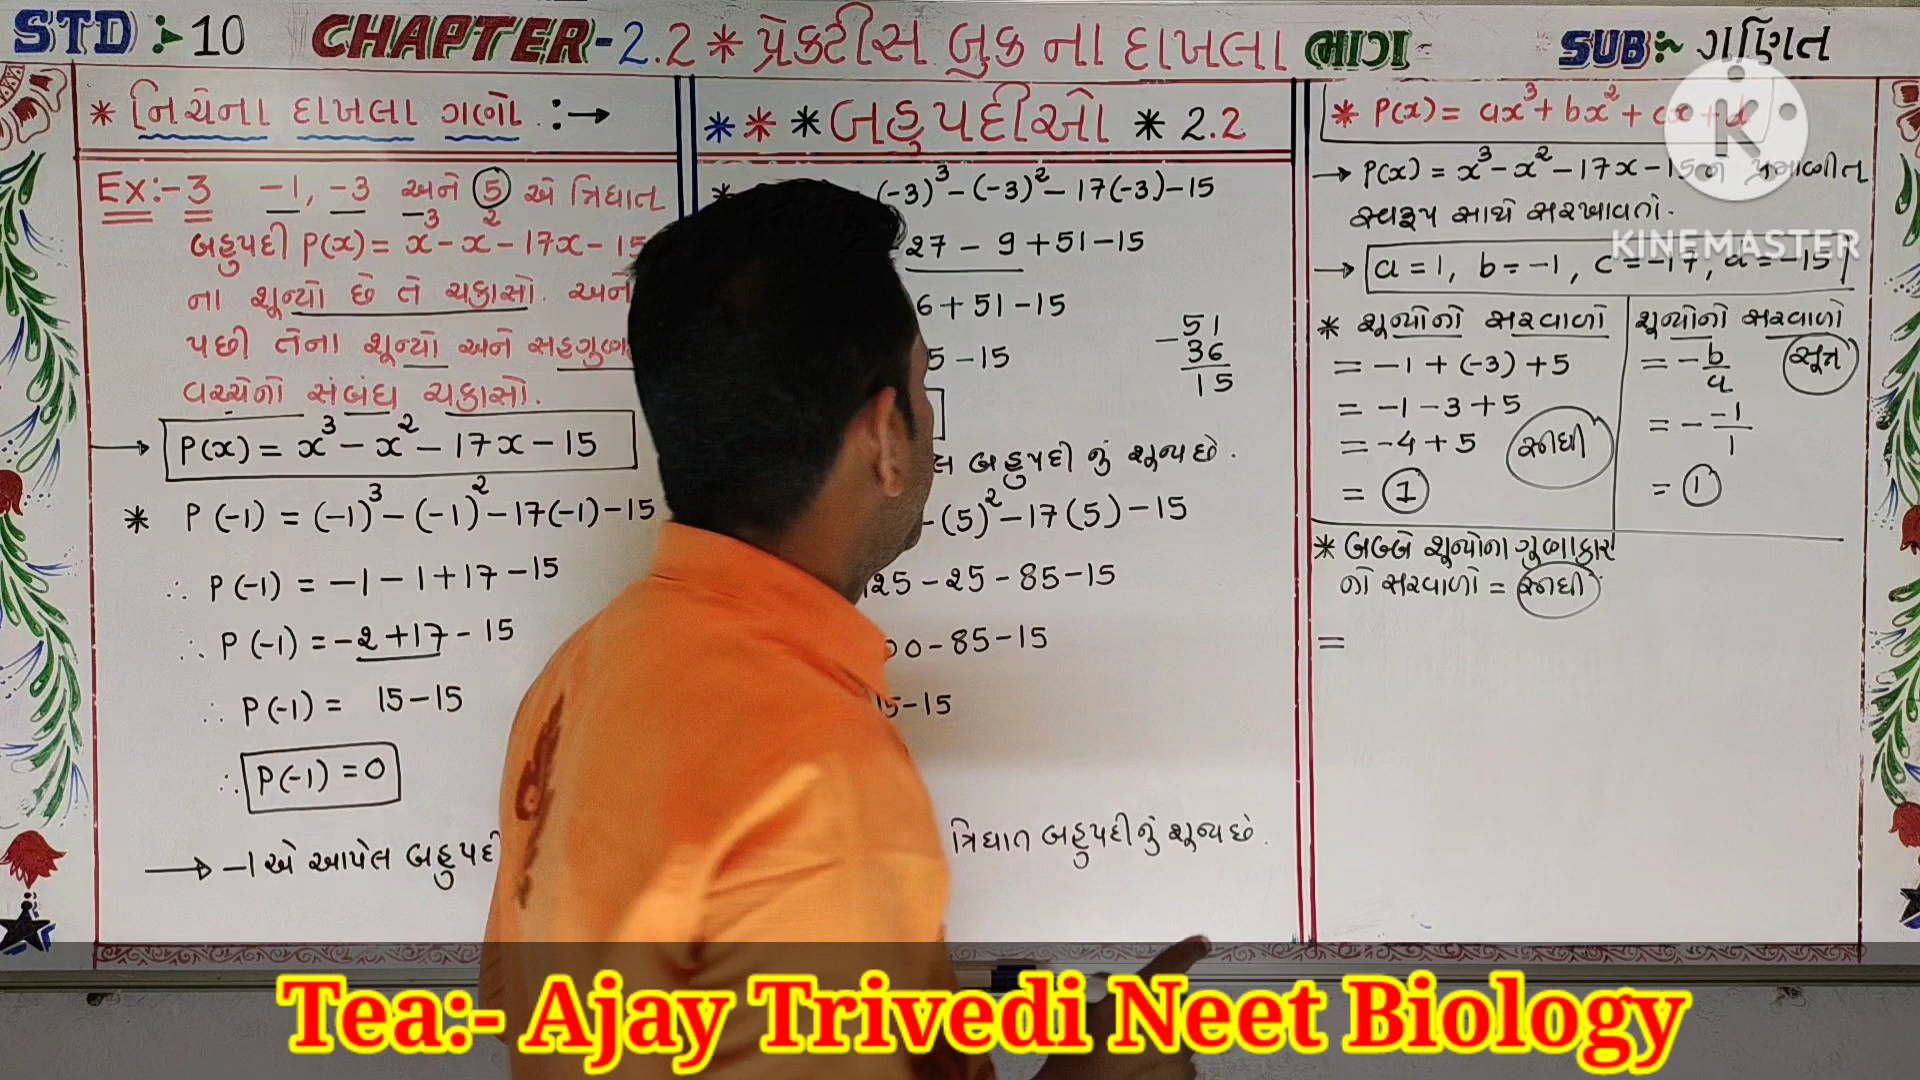 STD :- 10 CHAPTER-2.2 * પ્રેક્ટીસ બુક ના દાખલા ભાગ- SUB:~ ગણિત
* નિચેના દાખલા ગણો :→
Ex:-3 -1, -3 અને 5 એ ત્રિઘાત
બહુપદી P(x) = x³ - x² - 17x - 15
ના શૂન્યો છે તે ચકાસો. અને
પછી તેના શૂન્યો અને
વચ્ચેનો સંબંધ ચકાસો.
→ P(x) = x³ - x² - 17x - 15
* P(-1) = (-1)³ - (-1)² - 17(-1) - 15
∴ P(-1) = -1 - 1 + 17 - 15
∴ P(-1) = -2 + 17 - 15
∴ P(-1) = 15 - 15
∴ P(-1) = 0
→ -1 એ આપેલ બહુપદી
* * * બહુપદીઓ * 2.2
(-3)³ - (-3)² - 17(-3) - 15
27 - 9 + 51 - 15
6 + 51 - 15
5 - 15
51
- 36
15
બહુપદી નું શૂન્ય છે.
-(5)² - 17(5) - 15
25 - 25 - 85 - 15
00 - 85 - 15
15 - 15
ત્રિઘાત બહુપદીનું શૂન્ય છે.
* P(x) = ax³ + bx² + cx + d
→ P(x) = x³ - x² - 17x - 15
સ્વરૂપ સાથે સરખાવતાં.
KINEMASTER
→ a = 1, b = -1, c = -17, d = -15
* શૂન્યોનો સરવાળો
= -1 + (-3) + 5
= -1 - 3 + 5
= -4 + 5
= 1
શૂન્યોનો સરવાળો
= -b/a સૂત્ર
= - -1/1
= 1
* બબ્બે શૂન્યોના ગુણાકાર
નો સરવાળો =
=
Tea:- Ajay Trivedi Neet Biology